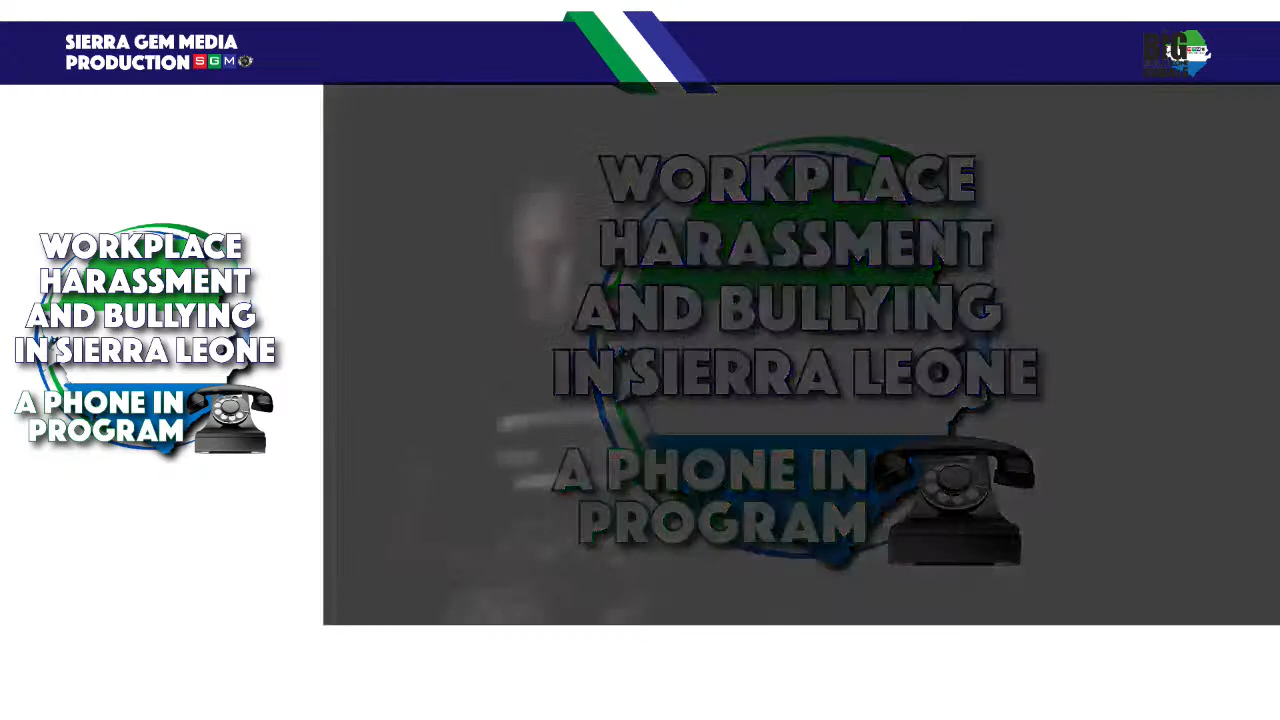 SIERRA GEM MEDIA
PRODUCTION SGM
BIG
WORKPLACE
HARASSMENT
AND BULLYING
IN SIERRA LEONE
A PHONE IN
PROGRAM
WORKPLACE
HARASSMENT
AND BULLYING
IN SIERRA LEONE
A PHONE IN
PROGRAM